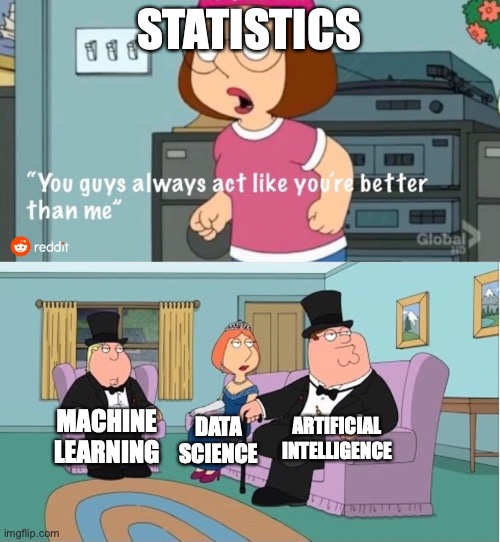 STATISTICS
“You guys always act like you're better
than me”
reddit
Global
HD
MACHINE
LEARNING
DATA
SCIENCE
ARTIFICIAL
INTELLIGENCE
imgflip.com